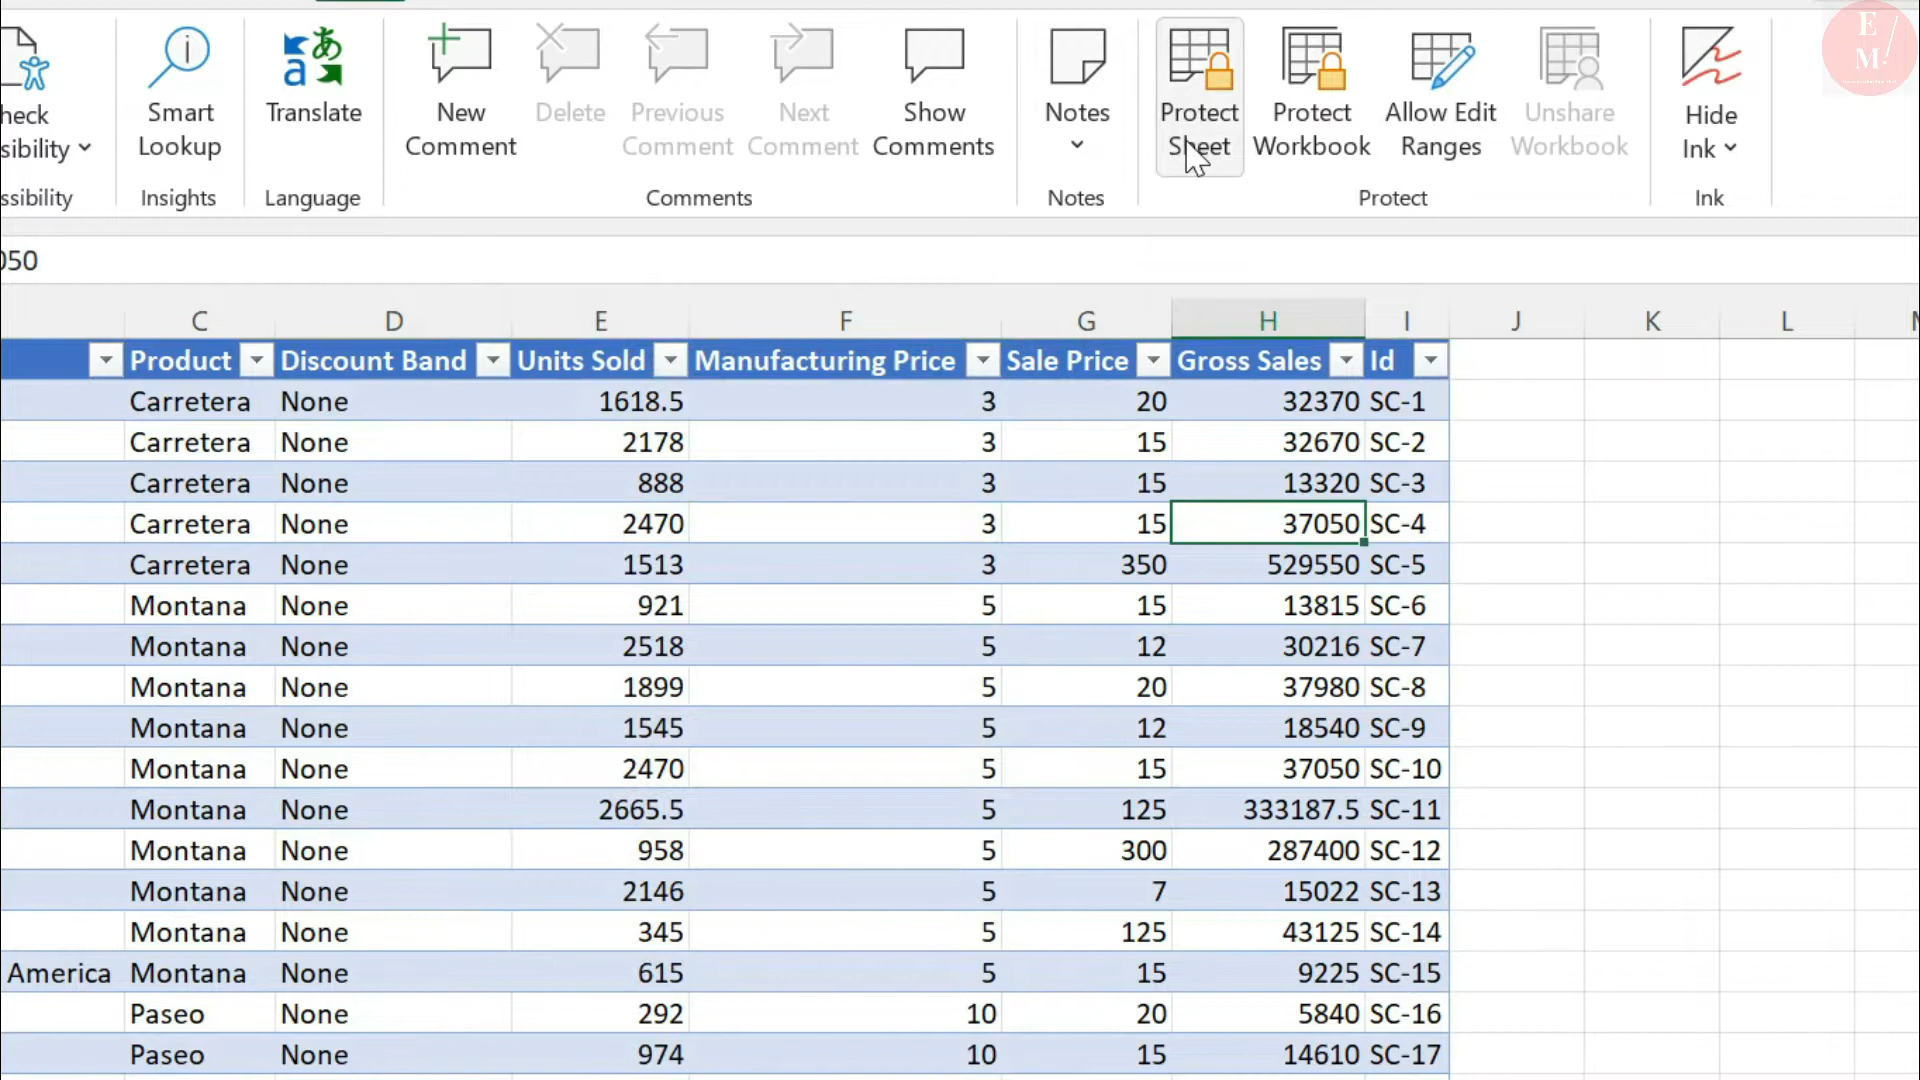 heck
sibility
ssibility
Smart
Lookup
Insights
a あ
Translate
Language
New
Comment
Delete
Previous
Comment
Next
Comment
Show
Comments
Comments
Notes
Notes
Protect
Sheet
Protect
Workbook
Allow Edit
Ranges
Unshare
Workbook
Protect
Hide
Ink
Ink
E
M
050
C D E F G H I J K L
Product Discount Band Units Sold Manufacturing Price Sale Price Gross Sales Id
Carretera None 1618.5 3 20 32370 SC-1
Carretera None 2178 3 15 32670 SC-2
Carretera None 888 3 15 13320 SC-3
Carretera None 2470 3 15 37050 SC-4
Carretera None 1513 3 350 529550 SC-5
Montana None 921 5 15 13815 SC-6
Montana None 2518 5 12 30216 SC-7
Montana None 1899 5 20 37980 SC-8
Montana None 1545 5 12 18540 SC-9
Montana None 2470 5 15 37050 SC-10
Montana None 2665.5 5 125 333187.5 SC-11
Montana None 958 5 300 287400 SC-12
Montana None 2146 5 7 15022 SC-13
Montana None 345 5 125 43125 SC-14
America Montana None 615 5 15 9225 SC-15
Paseo None 292 10 20 5840 SC-16
Paseo None 974 10 15 14610 SC-17